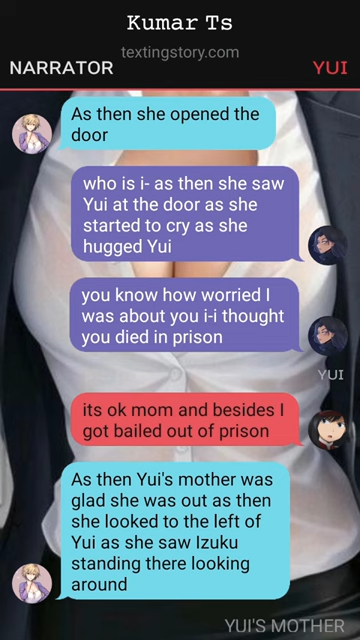 Kumar Ts
textingstory.com
NARRATOR YUI
As then she opened the
door
who is i- as then she saw
Yui at the door as she
started to cry as she
hugged Yui
you know how worried I
was about you i-i thought
you died in prison
YUI
its ok mom and besides I
got bailed out of prison
As then Yui's mother was
glad she was out as then
she looked to the left of
Yui as she saw Izuku
standing there looking
around
YUI'S MOTHER